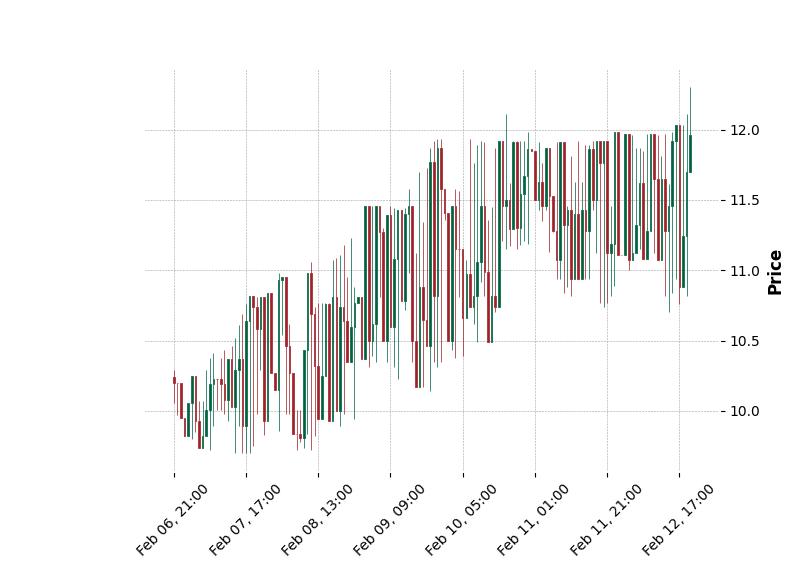 12.0
11.5
11.0
10.5
10.0
Price
Feb 06, 21:00
Feb 07, 17:00
Feb 08, 13:00
Feb 09, 09:00
Feb 10, 05:00
Feb 11, 01:00
Feb 11, 21:00
Feb 12, 17:00